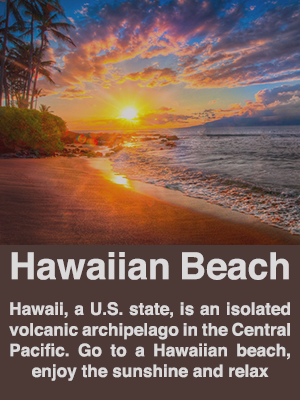 Hawaiian Beach
Hawaii, a U.S. state, is an isolated
volcanic archipelago in the Central
Pacific. Go to a Hawaiian beach,
enjoy the sunshine and relax